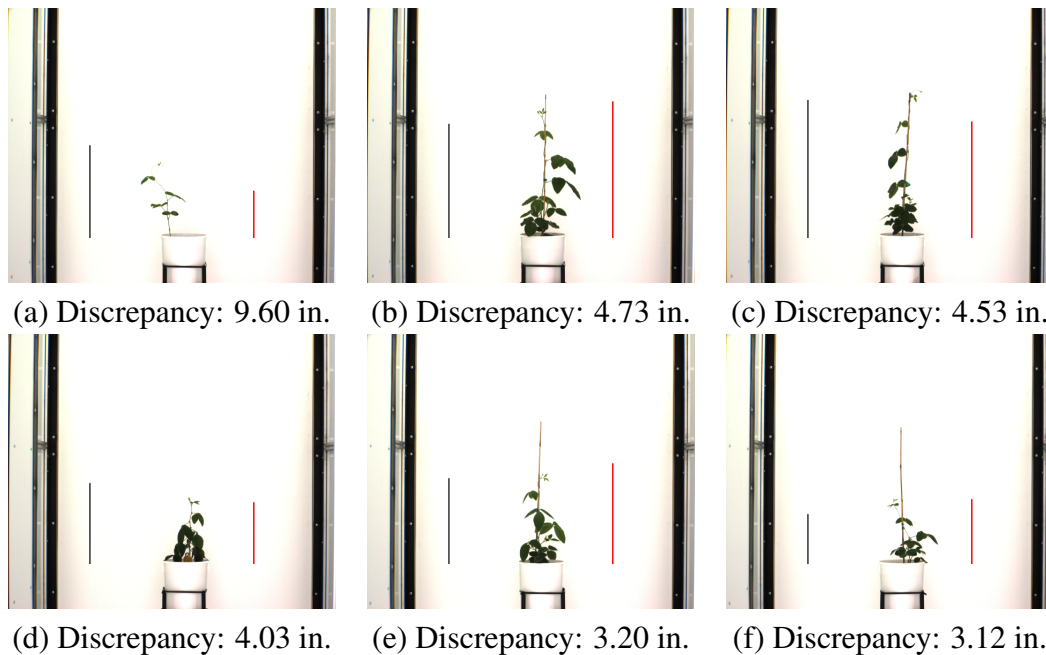 (a) Discrepancy: 9.60 in.
(b) Discrepancy: 4.73 in.
(c) Discrepancy: 4.53 in.
(d) Discrepancy: 4.03 in.
(e) Discrepancy: 3.20 in.
(f) Discrepancy: 3.12 in.